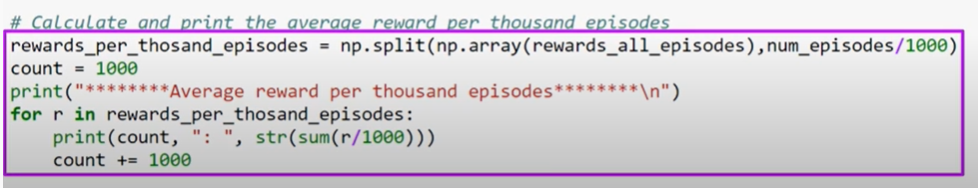 # Calculate and print the average reward per thousand episodes
rewards_per_thosand_episodes = np.split(np.array(rewards_all_episodes),num_episodes/1000)
count = 1000
print("********Average reward per thousand episodes********\n")
for r in rewards_per_thosand_episodes:
    print(count, ": ", str(sum(r/1000)))
    count += 1000